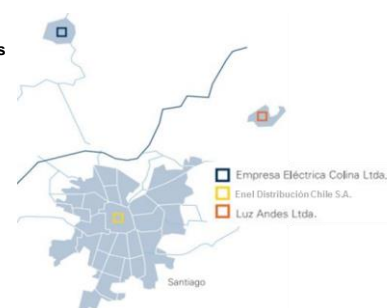 s
Empresa Eléctrica Colina Ltda.
Enel Distribución Chile S.A.
Luz Andes Ltda.
Santiago